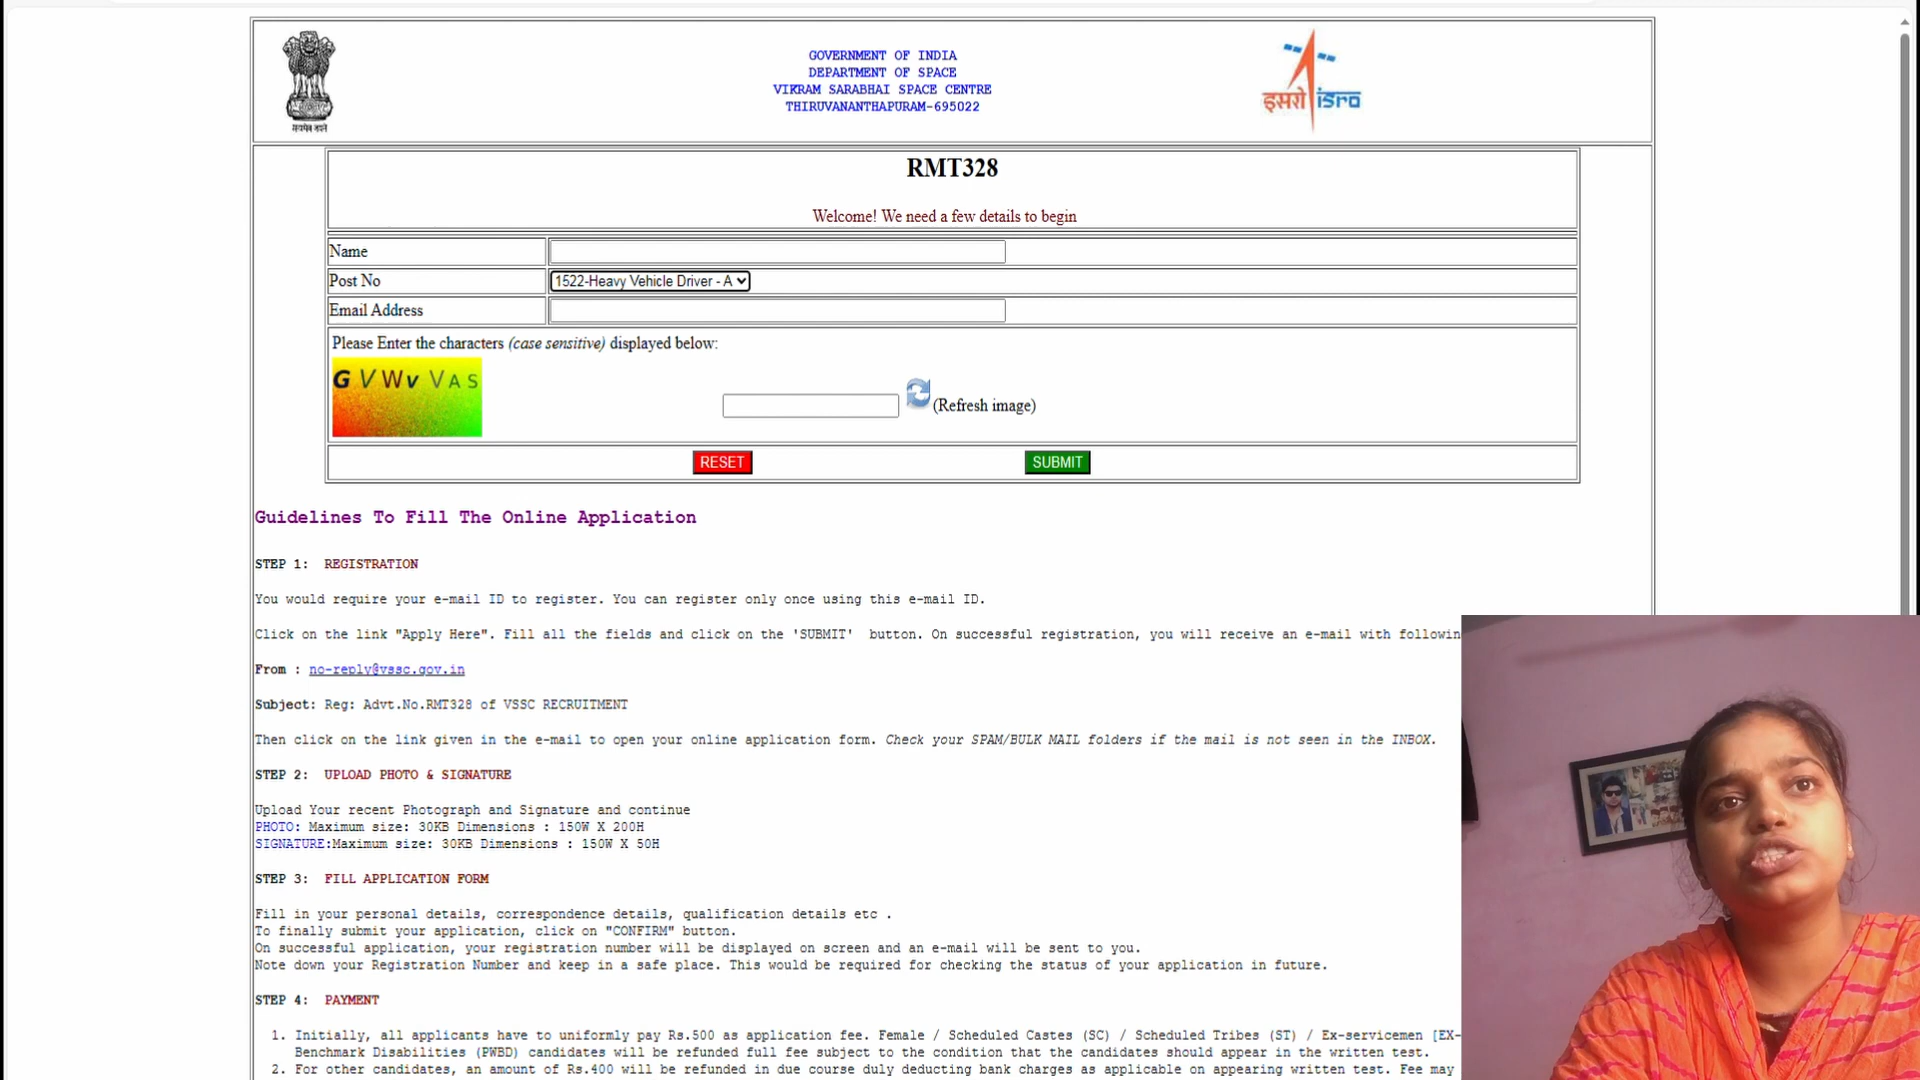 सत्यमेव जयते
GOVERNMENT OF INDIA
DEPARTMENT OF SPACE
VIKRAM SARABHAI SPACE CENTRE
THIRUVANANTHAPURAM-695022
इसरो isro
RMT328
Welcome! We need a few details to begin
Name
Post No 1522-Heavy Vehicle Driver - A
Email Address
Please Enter the characters (case sensitive) displayed below:
G V W v V A S
(Refresh image)
RESET SUBMIT
Guidelines To Fill The Online Application
STEP 1: REGISTRATION
You would require your e-mail ID to register. You can register only once using this e-mail ID.
Click on the link "Apply Here". Fill all the fields and click on the 'SUBMIT' button. On successful registration, you will receive an e-mail with followin
From : no-reply@vssc.gov.in
Subject: Reg: Advt.No.RMT328 of VSSC RECRUITMENT
Then click on the link given in the e-mail to open your online application form. Check your SPAM/BULK MAIL folders if the mail is not seen in the INBOX.
STEP 2: UPLOAD PHOTO & SIGNATURE
Upload Your recent Photograph and Signature and continue
PHOTO: Maximum size: 30KB Dimensions : 150W X 200H
SIGNATURE:Maximum size: 30KB Dimensions : 150W X 50H
STEP 3: FILL APPLICATION FORM
Fill in your personal details, correspondence details, qualification details etc .
To finally submit your application, click on "CONFIRM" button.
On successful application, your registration number will be displayed on screen and an e-mail will be sent to you.
Note down your Registration Number and keep in a safe place. This would be required for checking the status of your application in future.
STEP 4: PAYMENT
1. Initially, all applicants have to uniformly pay Rs.500 as application fee. Female / Scheduled Castes (SC) / Scheduled Tribes (ST) / Ex-servicemen [EX-
Benchmark Disabilities (PWBD) candidates will be refunded full fee subject to the condition that the candidates should appear in the written test.
2. For other candidates, an amount of Rs.400 will be refunded in due course duly deducting bank charges as applicable on appearing written test. Fee may